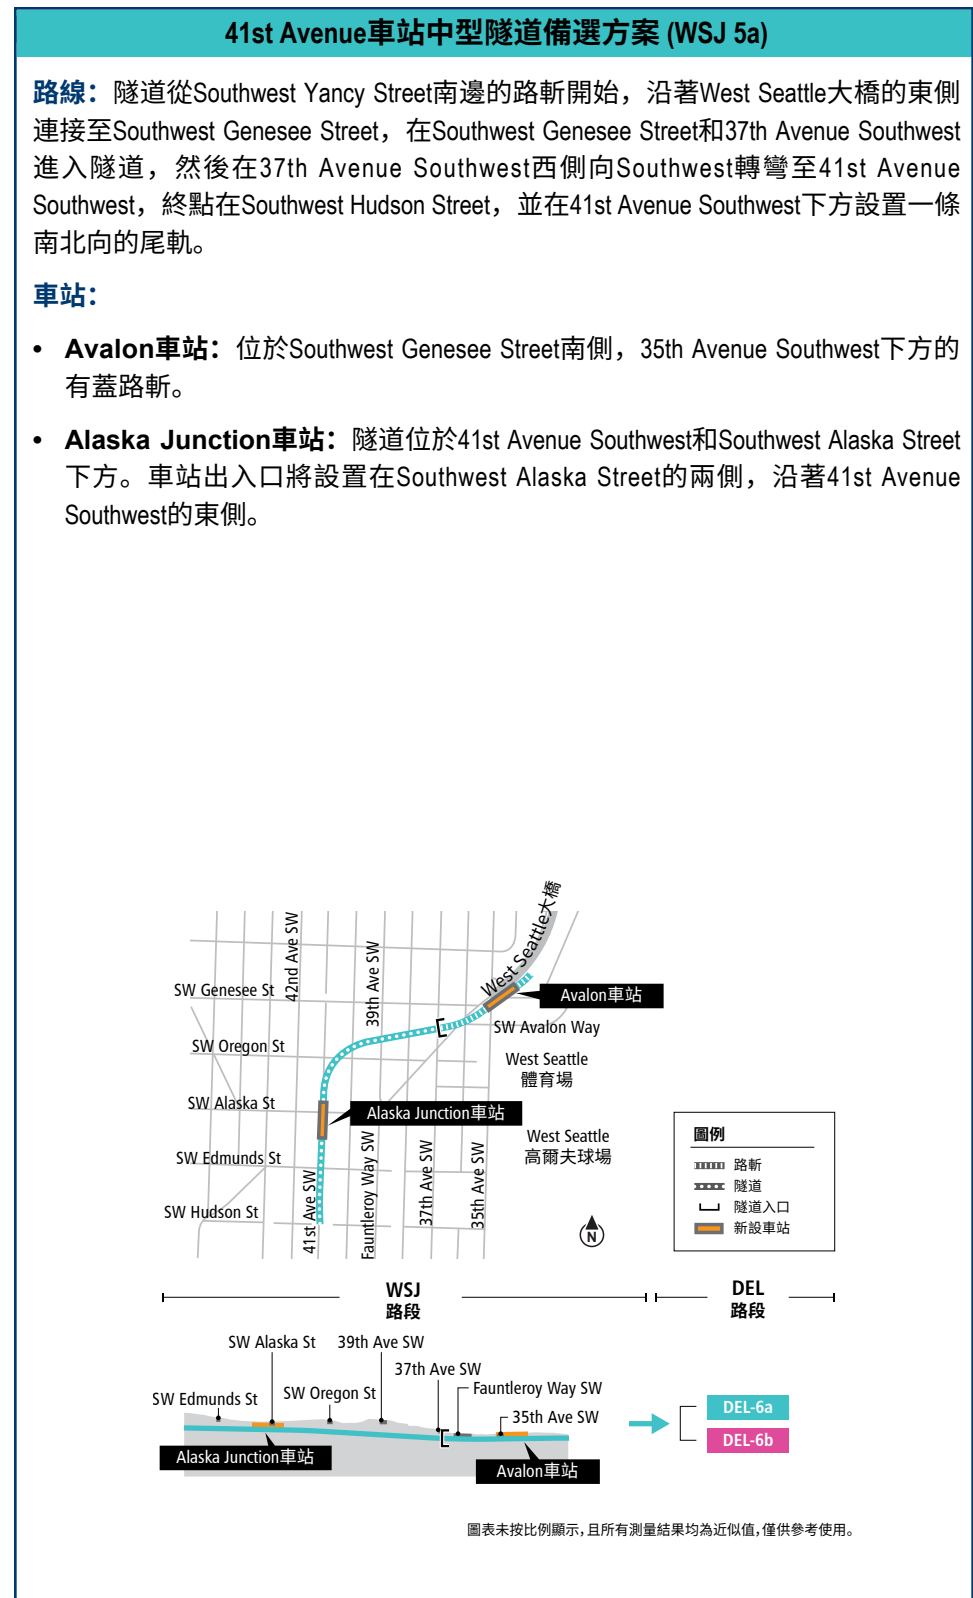 41st Avenue車站中型隧道備選方案 (WSJ 5a)
路線：隧道從Southwest Yancy Street南邊的路斬開始，沿著West Seattle大橋的東側
連接至Southwest Genesee Street，在Southwest Genesee Street和37th Avenue Southwest
進入隧道，然後在37th Avenue Southwest西側向Southwest轉彎至41st Avenue
Southwest，終點在Southwest Hudson Street，並在41st Avenue Southwest下方設置一條
南北向的尾軌。
車站：
• Avalon車站：位於Southwest Genesee Street南側，35th Avenue Southwest下方的
有蓋路斬。
• Alaska Junction車站：隧道位於41st Avenue Southwest和Southwest Alaska Street
下方。車站出入口將設置在Southwest Alaska Street的兩側，沿著41st Avenue
Southwest的東側。
West Seattle大橋
42nd Ave SW
39th Ave SW
SW Genesee St
Avalon車站
SW Avalon Way
SW Oregon St
West Seattle
體育場
SW Alaska St
Alaska Junction車站
West Seattle
高爾夫球場
SW Edmunds St
SW Hudson St
41st Ave SW
Fauntleroy Way SW
37th Ave SW
35th Ave SW
N
圖例
路斬
隧道
隧道入口
新設車站
WSJ
路段
DEL
路段
SW Alaska St
39th Ave SW
37th Ave SW
SW Edmunds St
SW Oregon St
Fauntleroy Way SW
35th Ave SW
Alaska Junction車站
Avalon車站
DEL-6a
DEL-6b
圖表未按比例顯示，且所有測量結果均為近似值，僅供參考使用。